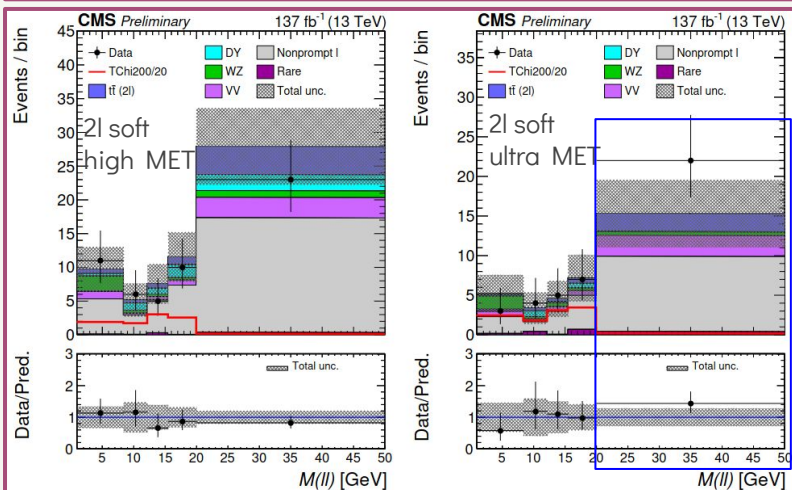 CMS Preliminary 137 fb⁻¹ (13 TeV)
Events / bin
45
40
35
30
25
20
15
10
5
0
Data
TChi200/20
tt̄ (2l)
DY
WZ
VV
Nonprompt l
Rare
Total unc.
2l soft
high MET
Data/Pred.
3
2
1
0
Total unc.
5 10 15 20 25 30 35 40 45 50
M(ll) [GeV]
CMS Preliminary 137 fb⁻¹ (13 TeV)
Events / bin
35
30
25
20
15
10
5
0
Data
TChi200/20
tt̄ (2l)
DY
WZ
VV
Nonprompt l
Rare
Total unc.
2l soft
ultra MET
Data/Pred.
3
2
1
0
Total unc.
5 10 15 20 25 30 35 40 45 50
M(ll) [GeV]